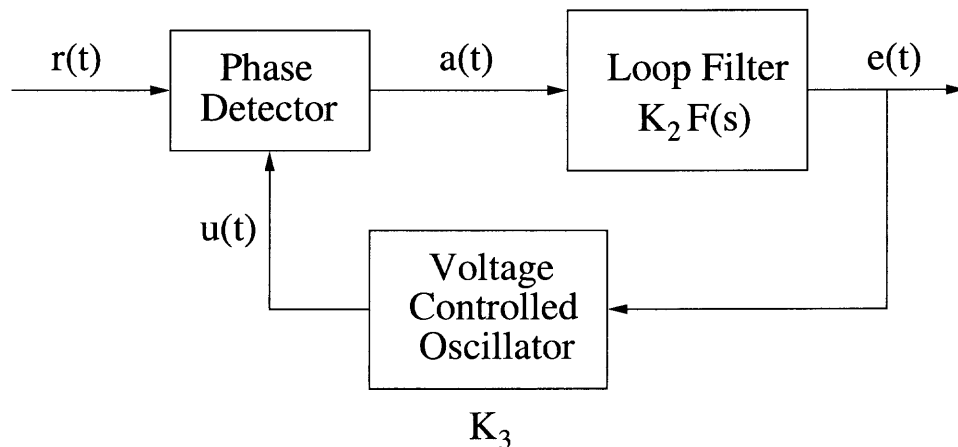 r(t)
Phase
Detector
a(t)
Loop Filter
K₂ F(s)
e(t)
u(t)
Voltage
Controlled
Oscillator
K₃